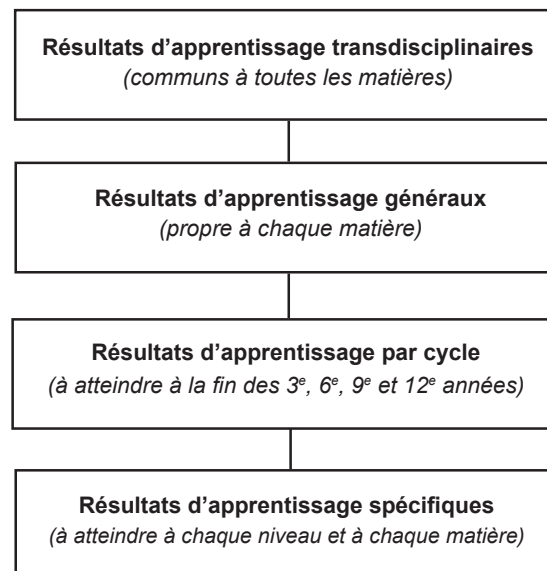 Résultats d’apprentissage transdisciplinaires
(communs à toutes les matières)
Résultats d’apprentissage généraux
(propre à chaque matière)
Résultats d’apprentissage par cycle
(à atteindre à la fin des 3e, 6e, 9e et 12e années)
Résultats d’apprentissage spécifiques
(à atteindre à chaque niveau et à chaque matière)